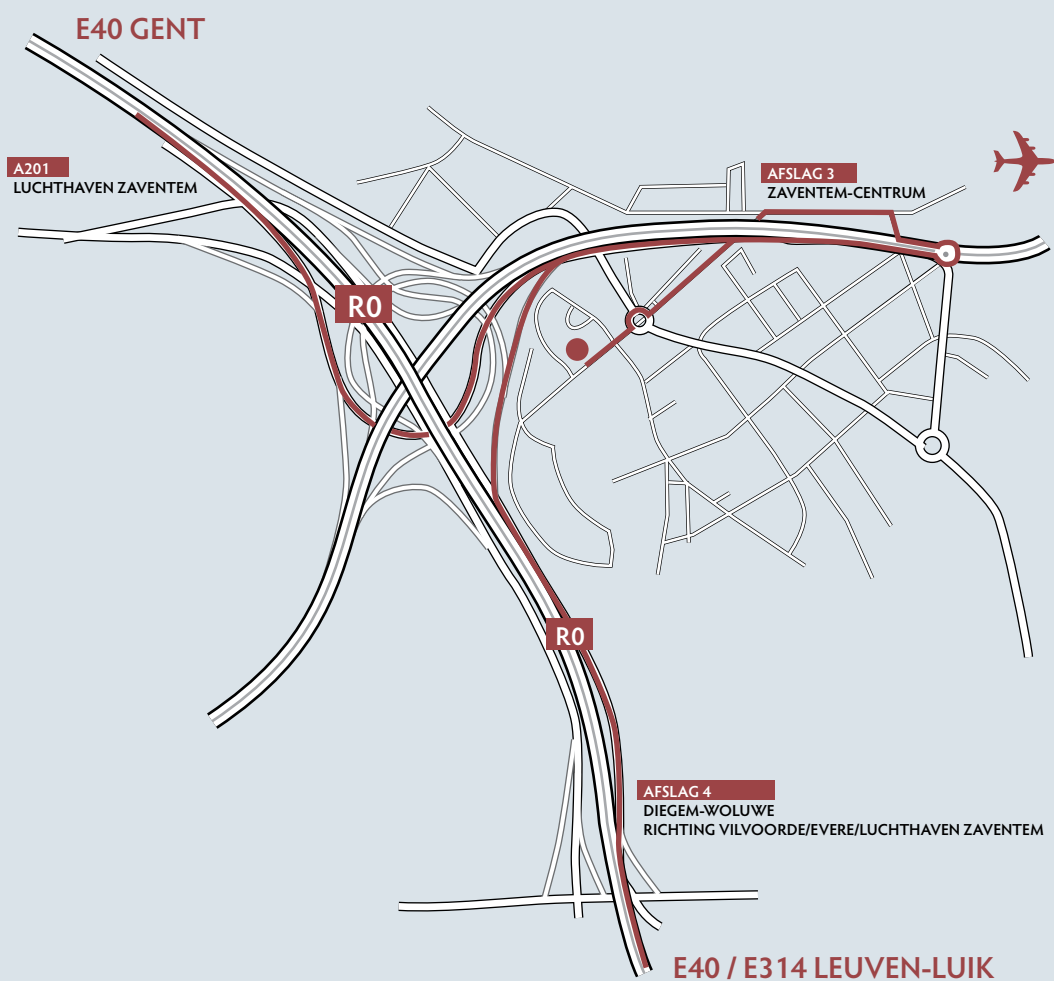 E40 GENT
A201
LUCHTHAVEN ZAVENTEM
AFSLAG 3
ZAVENTEM-CENTRUM
R0
R0
AFSLAG 4
DIEGEM-WOLUWE
RICHTING VILVOORDE/EVERE/LUCHTHAVEN ZAVENTEM
E40 / E314 LEUVEN-LUIK